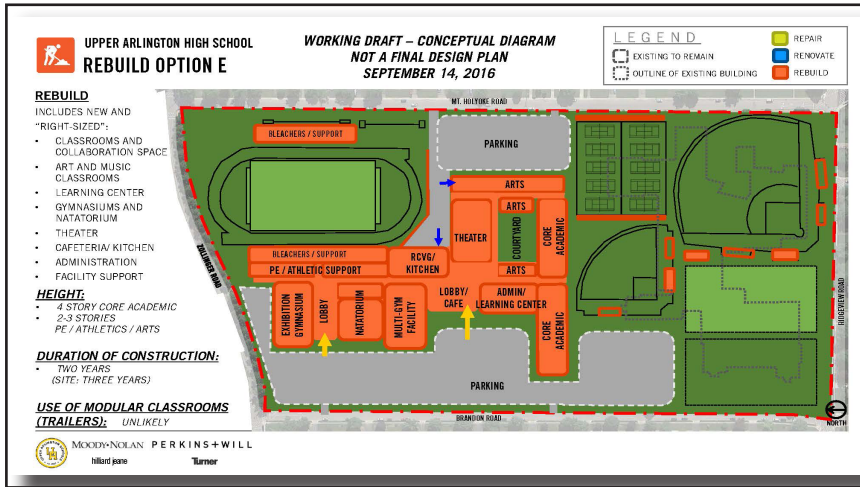 UPPER ARLINGTON HIGH SCHOOL
REBUILD OPTION E
WORKING DRAFT – CONCEPTUAL DIAGRAM
NOT A FINAL DESIGN PLAN
SEPTEMBER 14, 2016
LEGEND
EXISTING TO REMAIN
OUTLINE OF EXISTING BUILDING
REPAIR
RENOVATE
REBUILD
REBUILD
INCLUDES NEW AND
"RIGHT-SIZED":
• CLASSROOMS AND
COLLABORATION SPACE
• ART AND MUSIC
CLASSROOMS
• LEARNING CENTER
• GYMNASIUMS AND
NATATORIUM
• THEATER
• CAFETERIA/ KITCHEN
• ADMINISTRATION
• FACILITY SUPPORT
HEIGHT:
• 4 STORY CORE ACADEMIC
• 2-3 STORIES
PE / ATHLETICS / ARTS
DURATION OF CONSTRUCTION:
• TWO YEARS
(SITE: THREE YEARS)
USE OF MODULAR CLASSROOMS
(TRAILERS): UNLIKELY
MOODY•NOLAN PERKINS+WILL
hilliard jeane Turner
MT. HOLYOKE ROAD
BLEACHERS / SUPPORT
PARKING
ARTS
ARTS
THEATER
COURTYARD
CORE
ACADEMIC
ZOLLINGER ROAD
BLEACHERS / SUPPORT
PE / ATHLETIC SUPPORT
RCVG/
KITCHEN
ARTS
EXHIBITION
GYMNASIUM
LOBBY
NATATORIUM
MULTI-GYM
FACILITY
LOBBY/
CAFE
ADMIN/
LEARNING CENTER
CORE
ACADEMIC
RIDGEVIEW ROAD
PARKING
BRANDON ROAD
NORTH